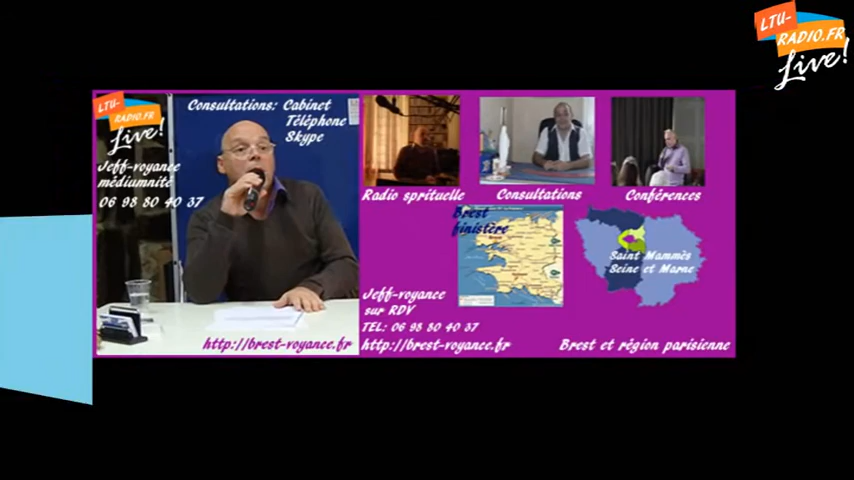 LTU-
RADIO.FR
Live!
LTU-
RADIO.FR
Live!
Consultations: Cabinet
Téléphone
Skype
Jeff-voyance
médiumnité
06 98 80 40 37
http://brest-voyance.fr
Radio sprituelle
Consultations
Conférences
Brest
finistère
Saint Mammès
Seine et Marne
Jeff-voyance
sur RDV
TEL: 06 98 80 40 37
http://brest-voyance.fr
Brest et région parisienne